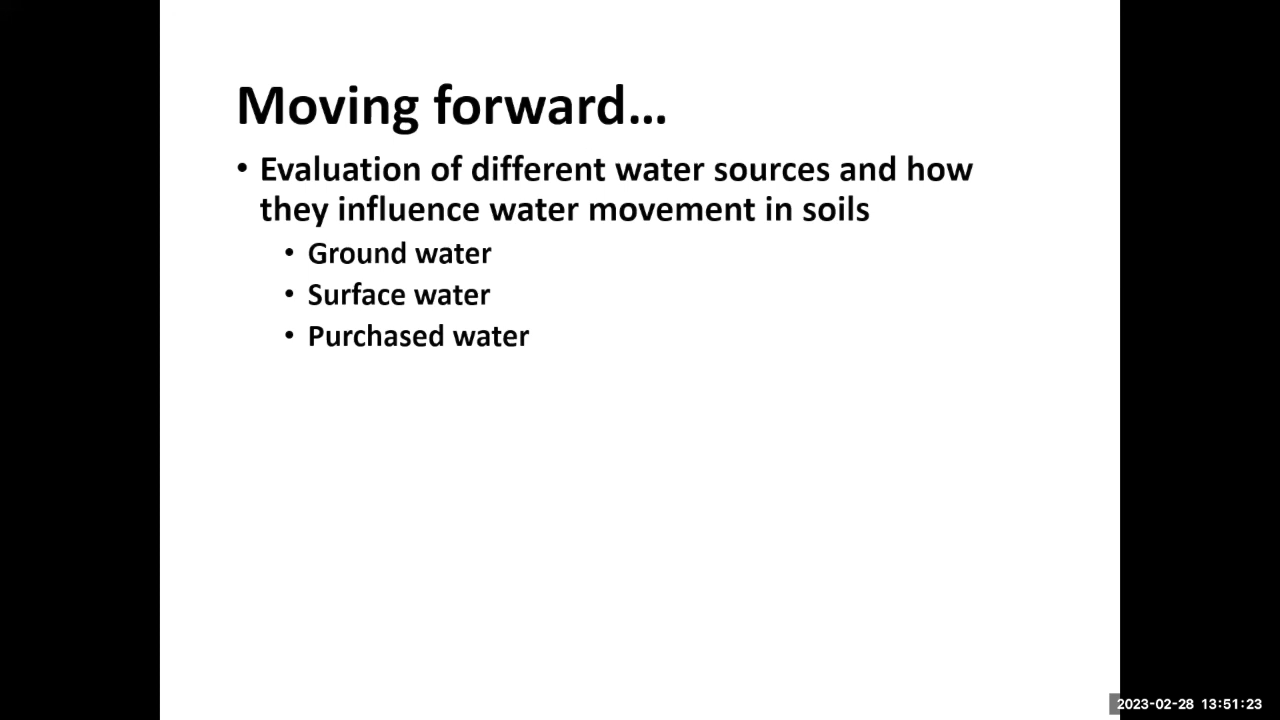 Moving forward…
• Evaluation of different water sources and how
they influence water movement in soils
• Ground water
• Surface water
• Purchased water
2023-02-28 13:51:23